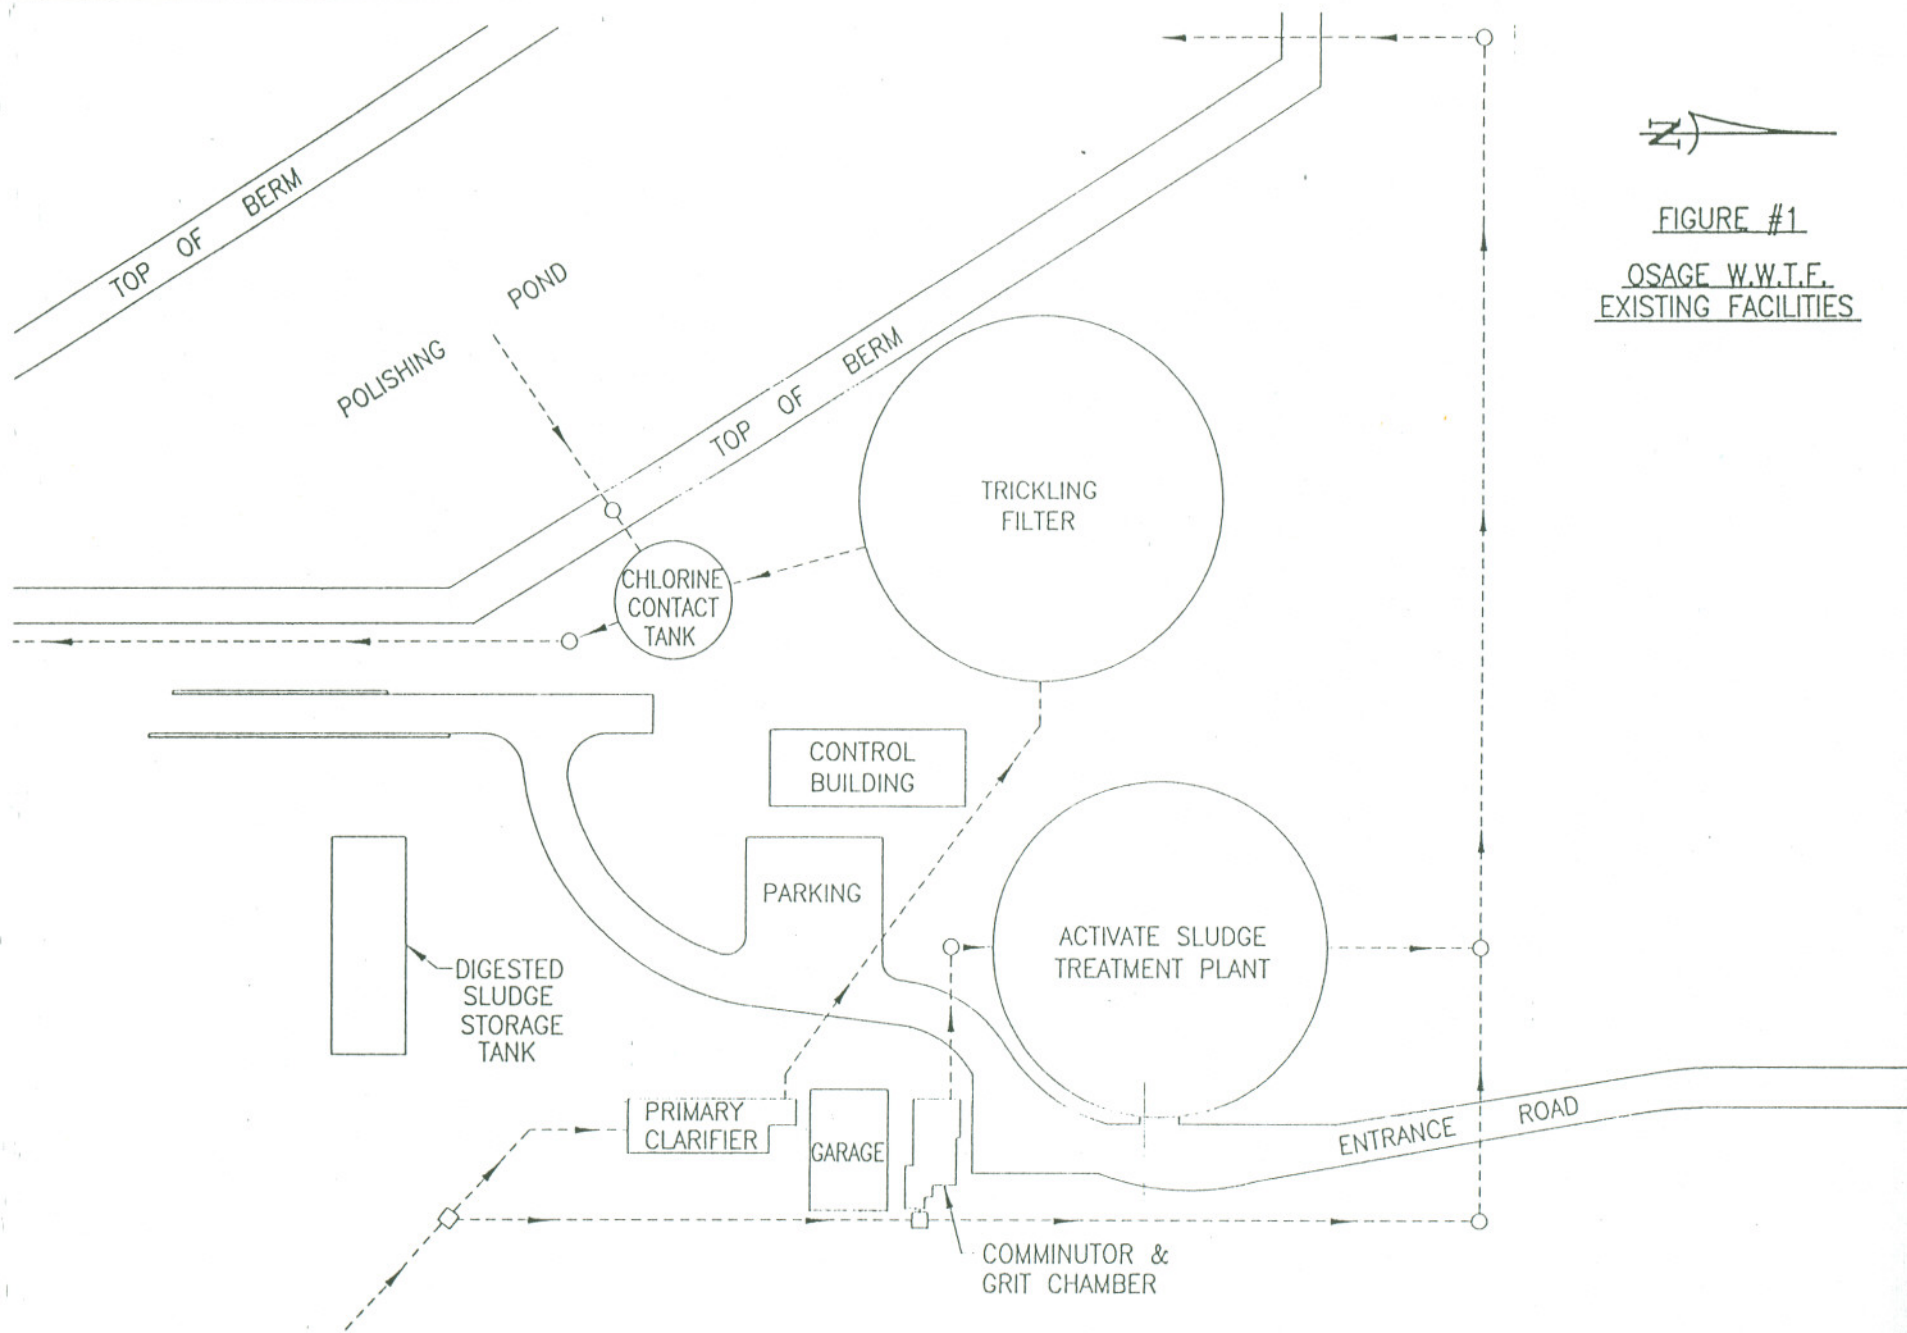 N
FIGURE #1
OSAGE W.W.T.F.
EXISTING FACILITIES
TOP OF BERM
POLISHING POND
TOP OF BERM
TRICKLING
FILTER
CHLORINE
CONTACT
TANK
CONTROL
BUILDING
PARKING
ACTIVATE SLUDGE
TREATMENT PLANT
DIGESTED
SLUDGE
STORAGE
TANK
PRIMARY
CLARIFIER
GARAGE
ENTRANCE ROAD
COMMINUTOR &
GRIT CHAMBER